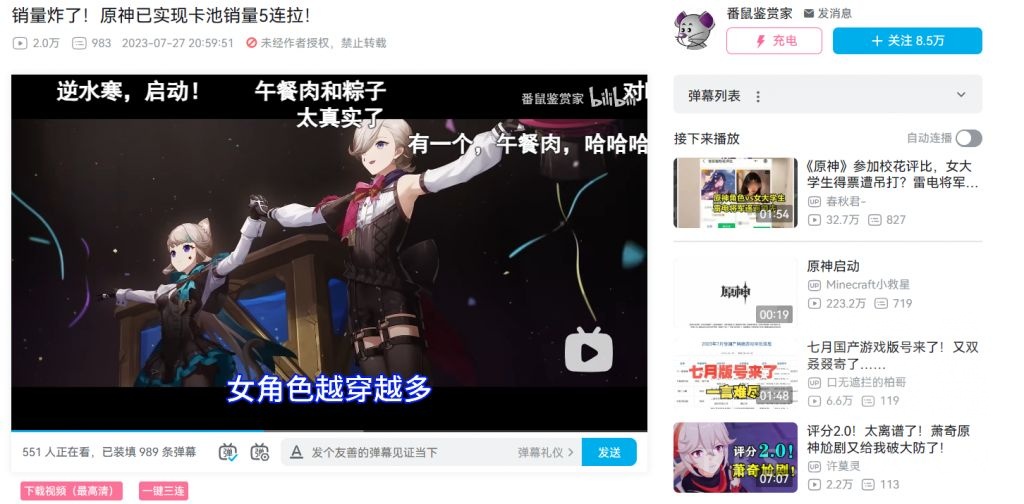 销量炸了！原神已实现卡池销量5连拉！
2.0万 983 2023-07-27 20:59:51 未经作者授权，禁止转载
逆水寒，启动！ 午餐肉和粽子
番鼠鉴赏家 bilibili 对
太真实了
有一个，午餐肉，哈哈哈
女角色越穿越多
551 人正在看，已装填 989 条弹幕 弹 弹 A 发个友善的弹幕见证当下 弹幕礼仪 > 发送
下载视频（最高清） 一键三连
番鼠鉴赏家 发消息
充电 + 关注 8.5万
弹幕列表
接下来播放 自动连播
原神角色vs女大学生
01:54
《原神》参加校花评比，女大
学生得票遭吊打？雷电将军...
UP 春秋君-
32.7万 827
原神
00:19
原神启动
UP Minecraft小救星
223.2万 719
七月版号来了
一言难尽
01:48
七月国产游戏版号来了！又双
叒叕寄了......
UP 口无遮拦的柏哥
6.6万 119
评分2.0!
萧奇尬剧!
07:07
评分2.0！太离谱了！萧奇原
神尬剧又给我破大防了！
UP 许莫灵
2.2万 113